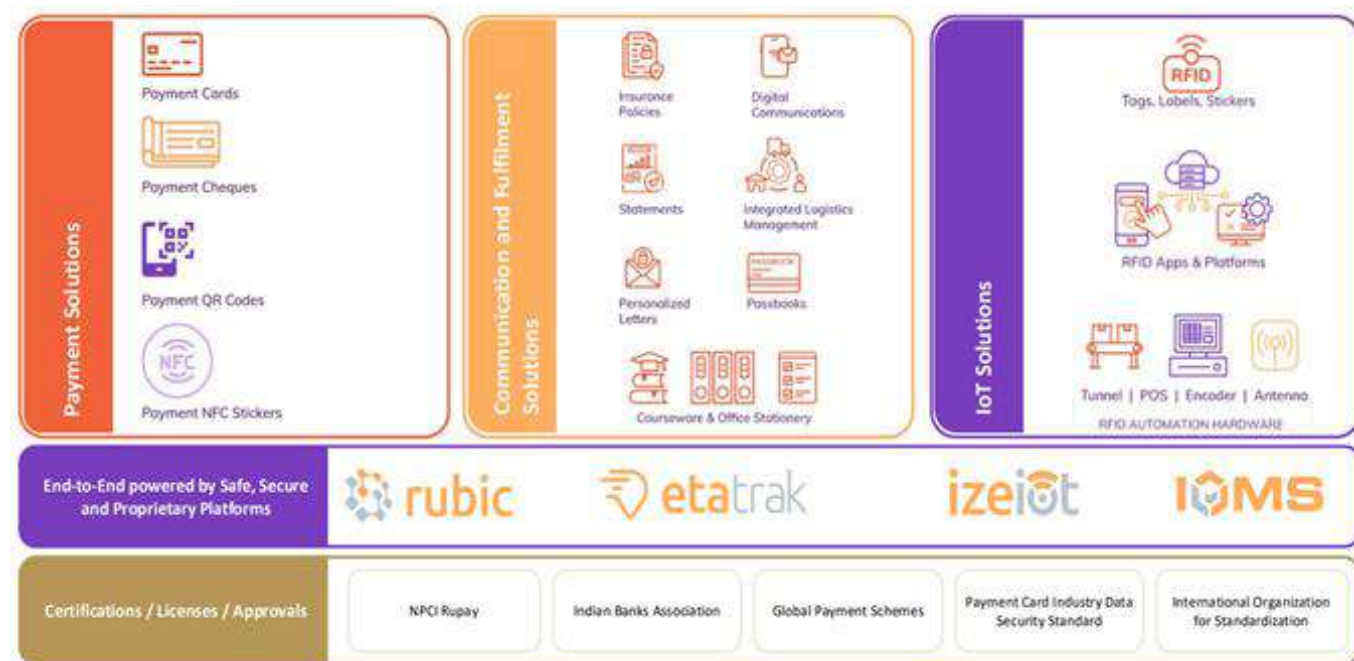 Payment Solutions
Payment Cards
Payment Cheques
Payment QR Codes
NFC
Payment NFC Stickers
Communication and Fulfilment
Solutions
Insurance
Policies
Digital
Communications
Statements
Integrated Logistics
Management
Personalized
Letters
PASSBOOK
Passbooks
Courseware & Office Stationery
IoT Solutions
RFID
Tags, Labels, Stickers
RFID Apps & Platforms
Tunnel | POS | Encoder | Antenna
RFID AUTOMATION HARDWARE
End-to-End powered by Safe, Secure
and Proprietary Platforms
rubic
etatrak
izeiot
IOMS
Certifications / Licenses / Approvals
NPCI Rupay
Indian Banks Association
Global Payment Schemes
Payment Card Industry Data
Security Standard
International Organization
for Standardization